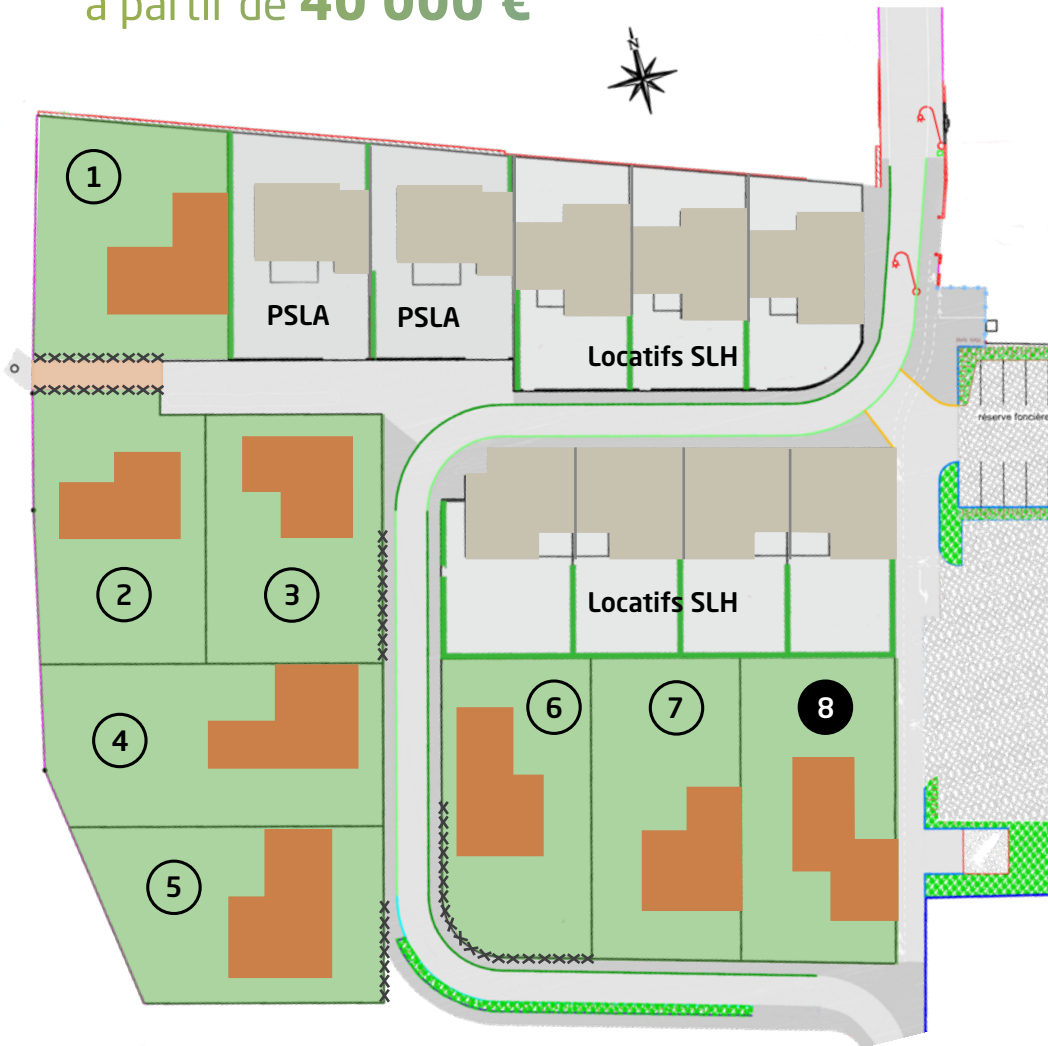 à partir de 40 000 €
N
1
PSLA
PSLA
Locatifs SLH
réserve foncière
2
3
Locatifs SLH
4
6
7
8
5